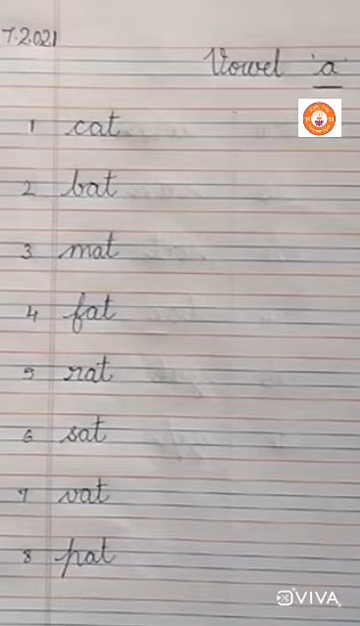 7.2.2021
Vowel 'a'
1 cat
2 bat
3 mat
4 fat
5 rat
6 sat
7 vat
8 pat
VIVA